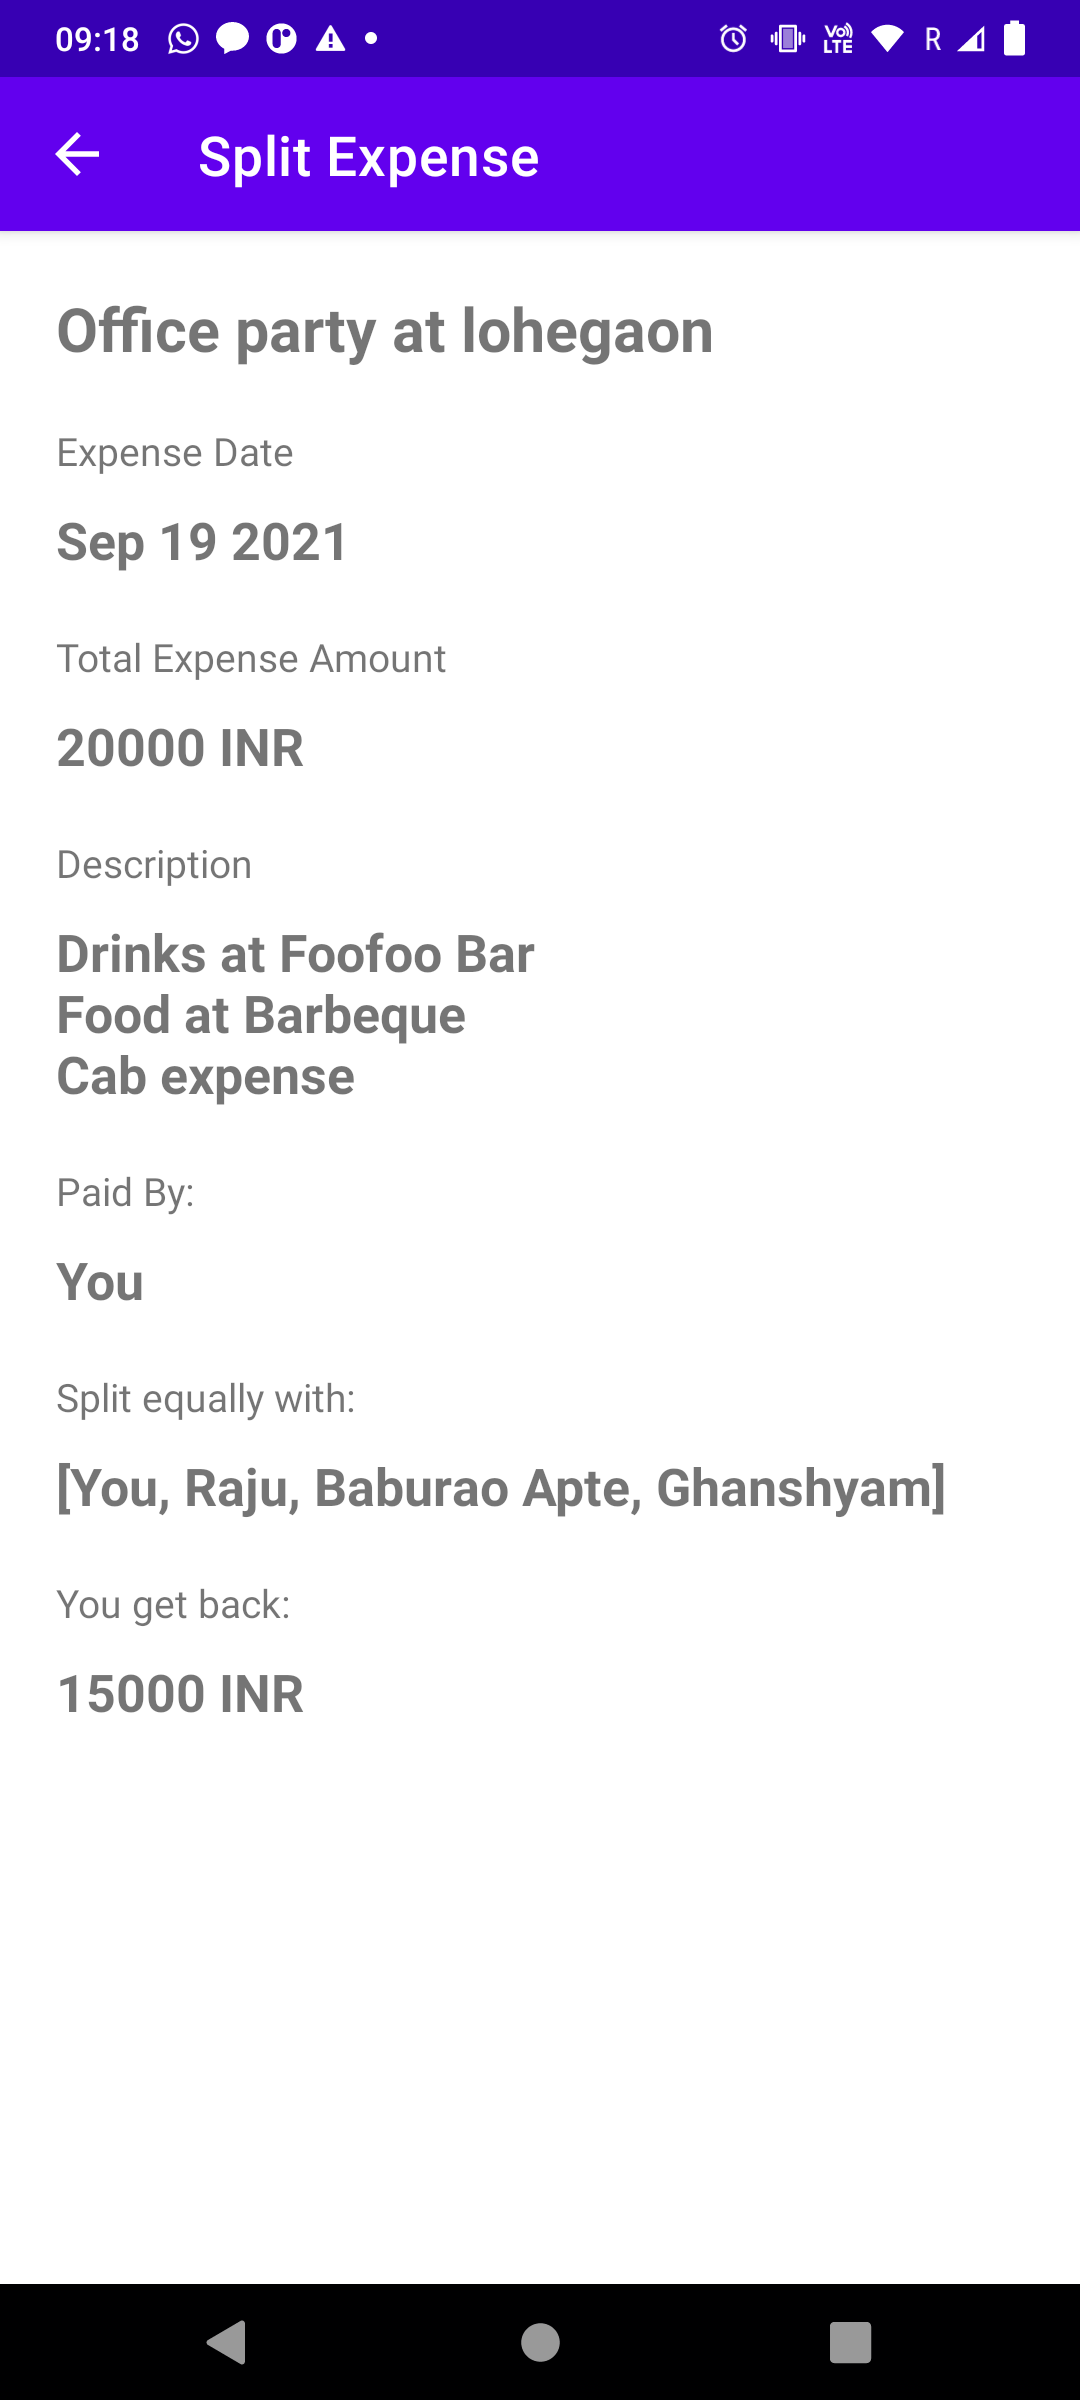 09:18
Vo) LTE R
Split Expense
Office party at lohegaon
Expense Date
Sep 19 2021
Total Expense Amount
20000 INR
Description
Drinks at Foofoo Bar
Food at Barbeque
Cab expense
Paid By:
You
Split equally with:
[You, Raju, Baburao Apte, Ghanshyam]
You get back:
15000 INR